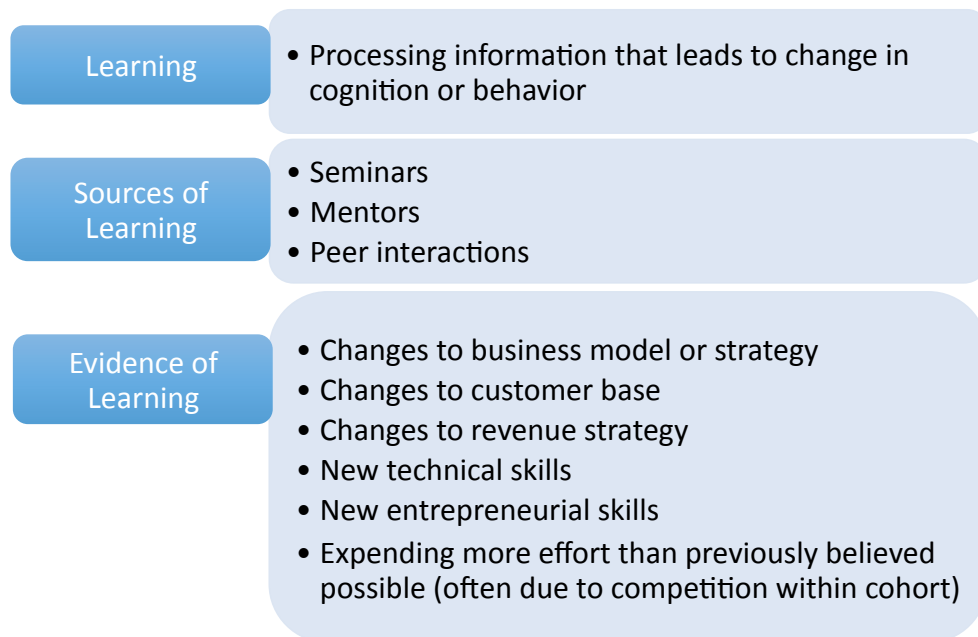 Learning
• Processing information that leads to change in
cognition or behavior
Sources of
Learning
• Seminars
• Mentors
• Peer interactions
Evidence of
Learning
• Changes to business model or strategy
• Changes to customer base
• Changes to revenue strategy
• New technical skills
• New entrepreneurial skills
• Expending more effort than previously believed
possible (often due to competition within cohort)